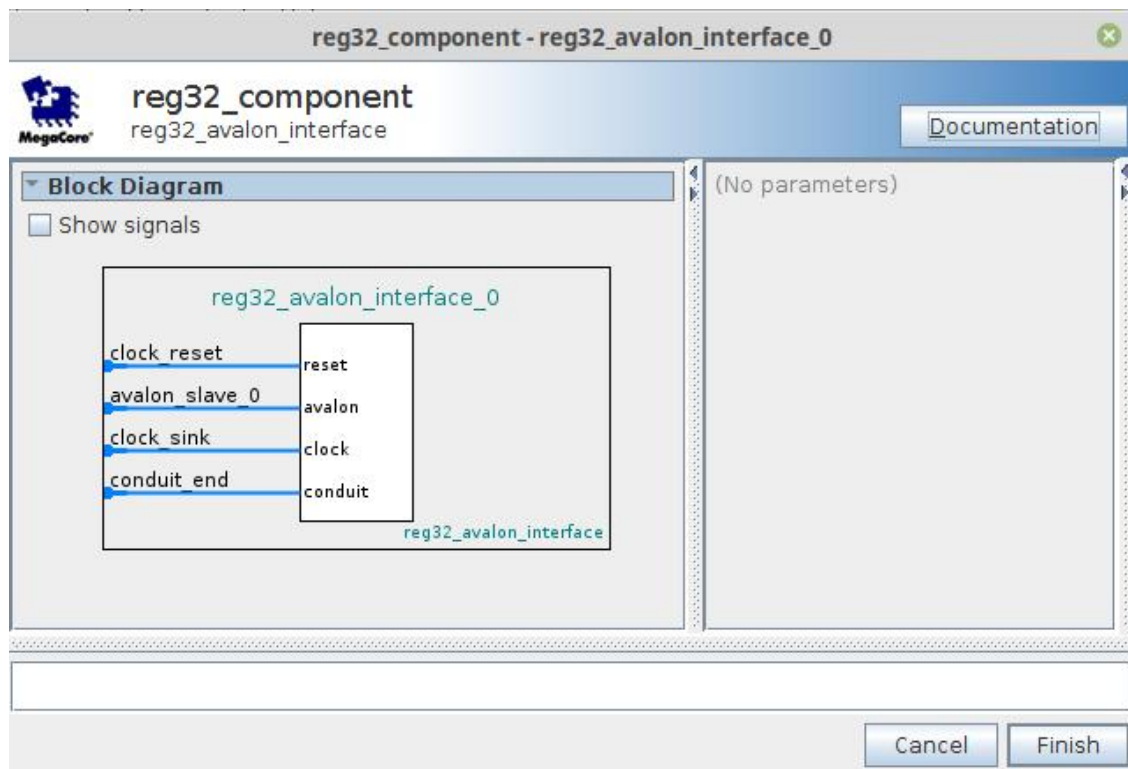 reg32_component - reg32_avalon_interface_0
reg32_component
reg32_avalon_interface
MegaCore®
Documentation
Block Diagram
Show signals
reg32_avalon_interface_0
clock_reset
reset
avalon_slave_0
avalon
clock_sink
clock
conduit_end
conduit
reg32_avalon_interface
(No parameters)
Cancel
Finish